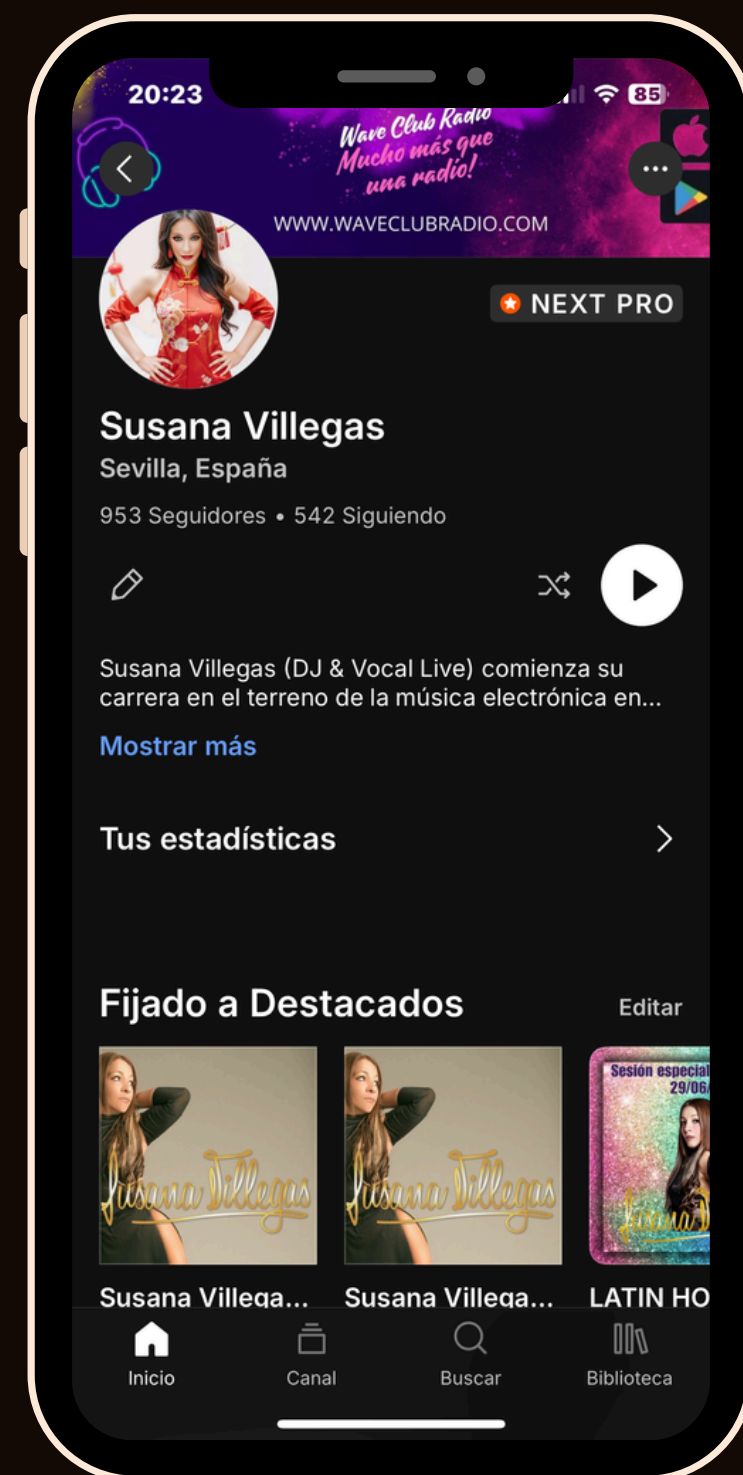 20:23
85
Wave Club Radio
Mucho más que
una radio!
WWW.WAVECLUBRADIO.COM
NEXT PRO
Susana Villegas
Sevilla, España
953 Seguidores • 542 Siguiendo
Susana Villegas (DJ & Vocal Live) comienza su
carrera en el terreno de la música electrónica en...
Mostrar más
Tus estadísticas
Fijado a Destacados
Editar
Susana Villegas
Susana Villegas
Sesión especial
29/06/
Susana
Susana Villega...
Susana Villega...
LATIN HO
Inicio
Canal
Buscar
Biblioteca